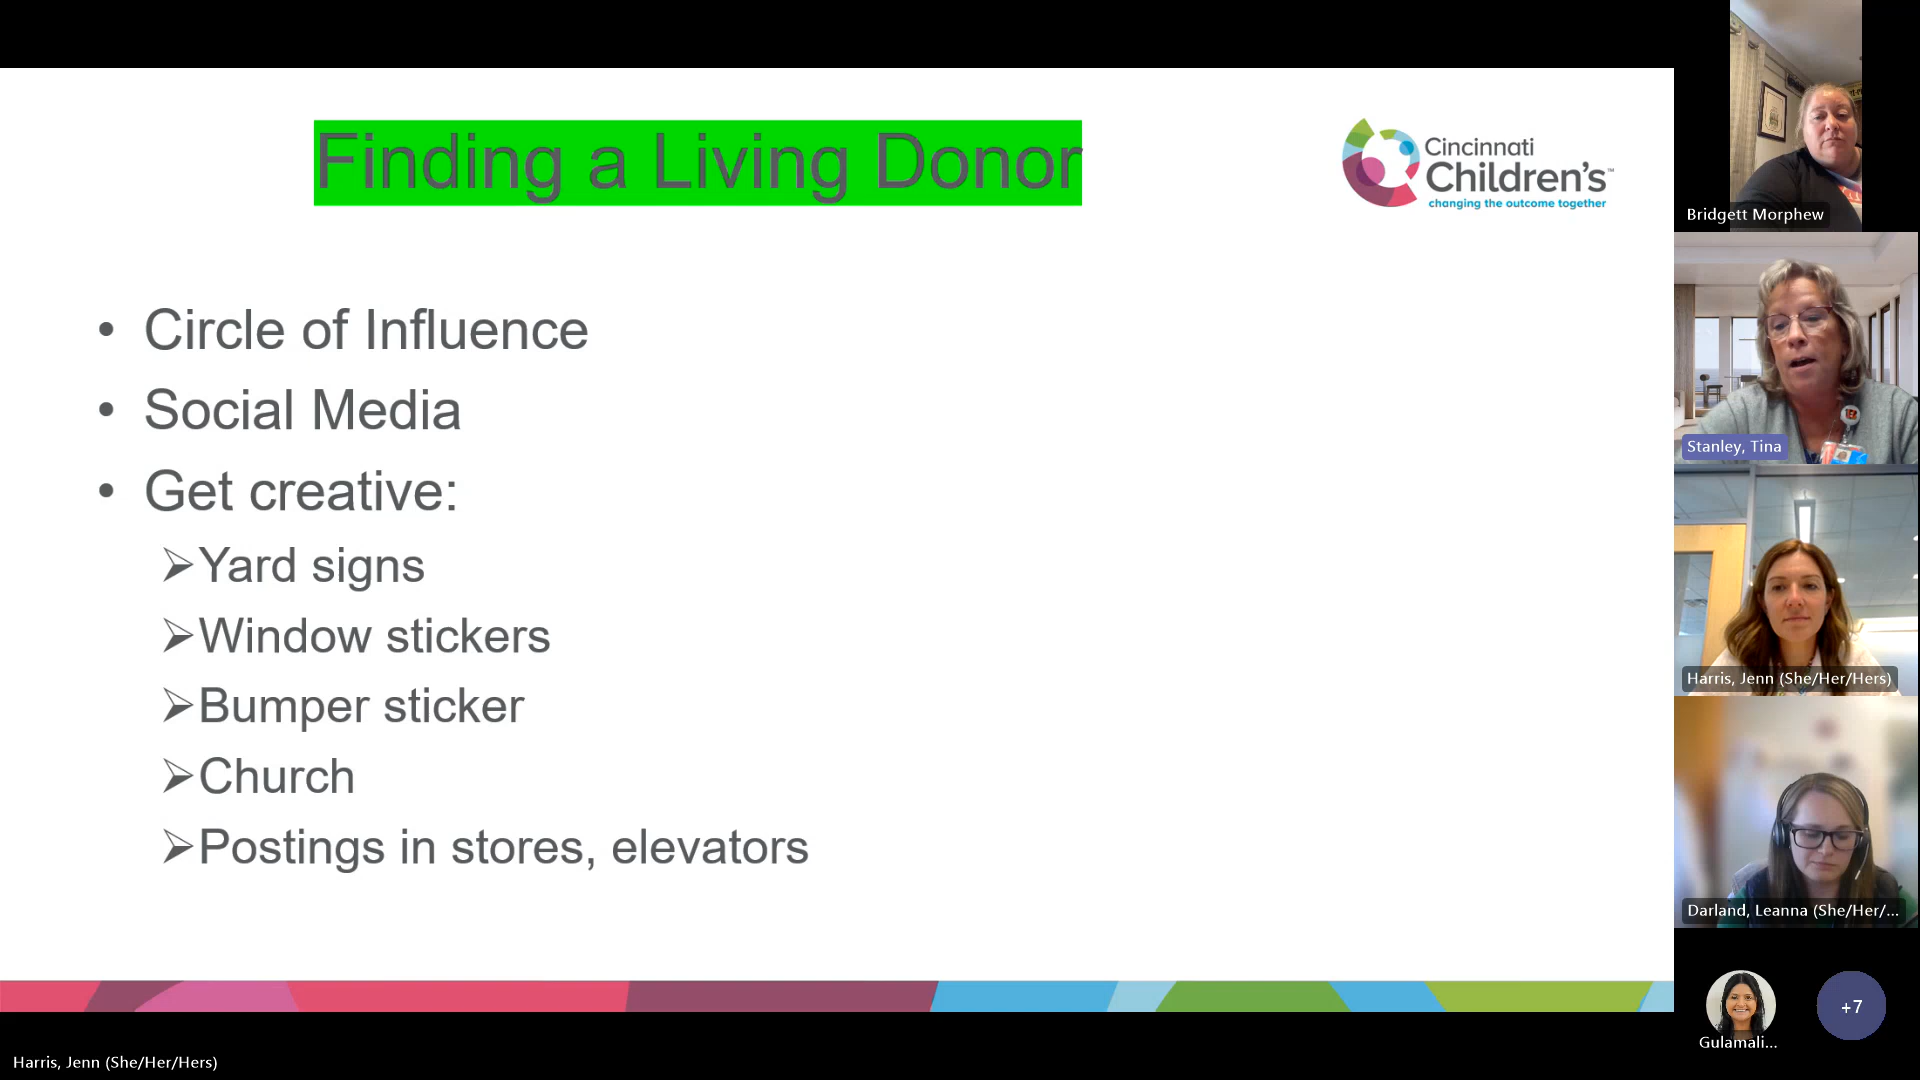 Finding a Living Donor
Cincinnati
Children's™
changing the outcome together
• Circle of Influence
• Social Media
• Get creative:
➢Yard signs
➢Window stickers
➢Bumper sticker
➢Church
➢Postings in stores, elevators
Bridgett Morphew
Stanley, Tina
Harris, Jenn (She/Her/Hers)
Darland, Leanna (She/Her/...
Gulamali...
+7
Harris, Jenn (She/Her/Hers)